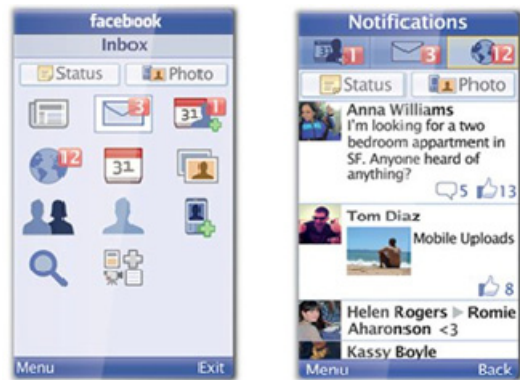 facebook
Inbox
Status
Photo
3
31
1
12
31
Menu
Exit
Notifications
1
3
12
Status
Photo
Anna Williams
I'm looking for a two
bedroom appartment in
SF. Anyone heard of
anything?
5
13
Tom Diaz
Mobile Uploads
8
Helen Rogers ▶ Romie
Aharonson <3
Kassy Boyle
Menu
Back